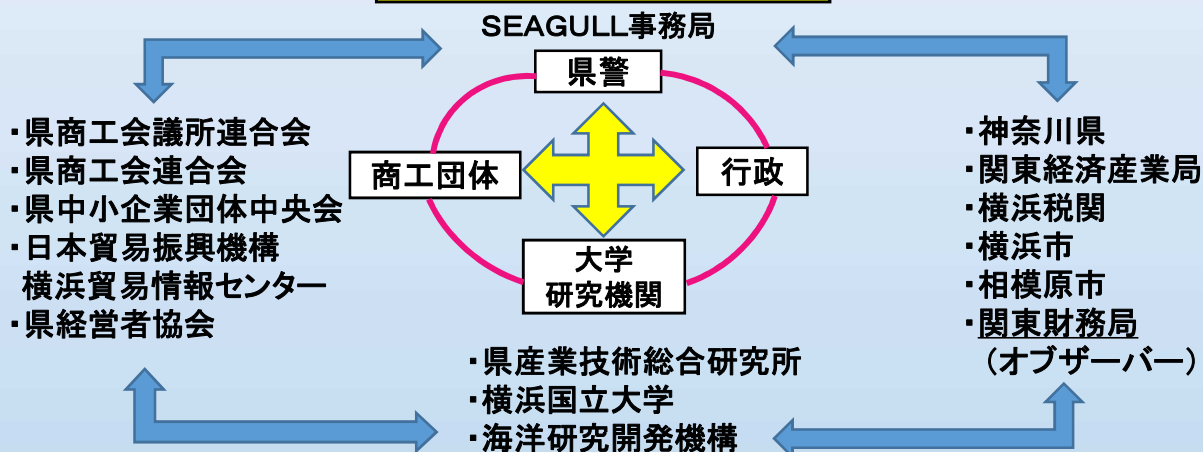 SEAGULL事務局
県警
商工団体
行政
大学
研究機関
・県商工会議所連合会
・県商工会連合会
・県中小企業団体中央会
・日本貿易振興機構
横浜貿易情報センター
・県経営者協会
・神奈川県
・関東経済産業局
・横浜税関
・横浜市
・相模原市
・関東財務局
（オブザーバー）
・県産業技術総合研究所
・横浜国立大学
・海洋研究開発機構